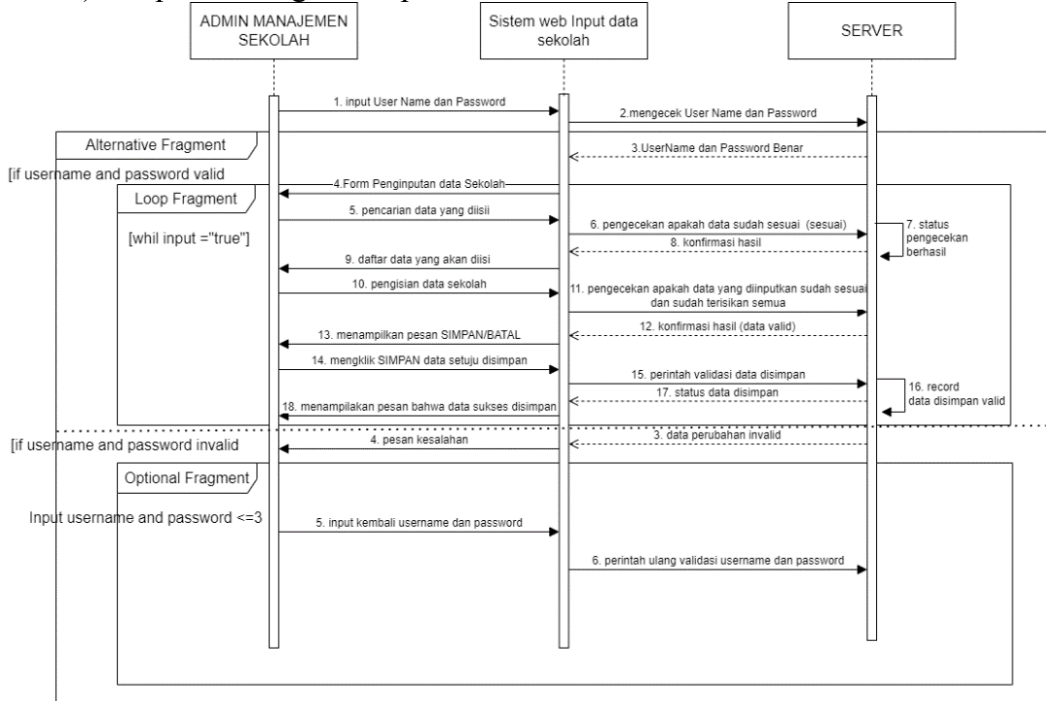 ADMIN MANAJEMEN
SEKOLAH
Sistem web Input data
sekolah
SERVER
1. input User Name dan Password
2.mengecek User Name dan Password
Alternative Fragment
3.UserName dan Password Benar
[if username and password valid
4.Form Penginputan data Sekolah
Loop Fragment
5. pencarian data yang diisii
6. pengecekan apakah data sudah sesuai (sesuai)
7. status
pengecekan
berhasil
[whil input ="true"]
8. konfirmasi hasil
9. daftar data yang akan diisi
10. pengisian data sekolah
11. pengecekan apakah data yang diinputkan sudah sesuai
dan sudah terisikan semua
12. konfirmasi hasil (data valid)
13. menampilkan pesan SIMPAN/BATAL
14. mengklik SIMPAN data setuju disimpan
15. perintah validasi data disimpan
16. record
data disimpan valid
17. status data disimpan
18. menampilakan pesan bahwa data sukses disimpan
[if username and password invalid
3. data perubahan invalid
4. pesan kesalahan
Optional Fragment
Input username and password <=3
5. input kembali username dan password
6. perintah ulang validasi username dan password